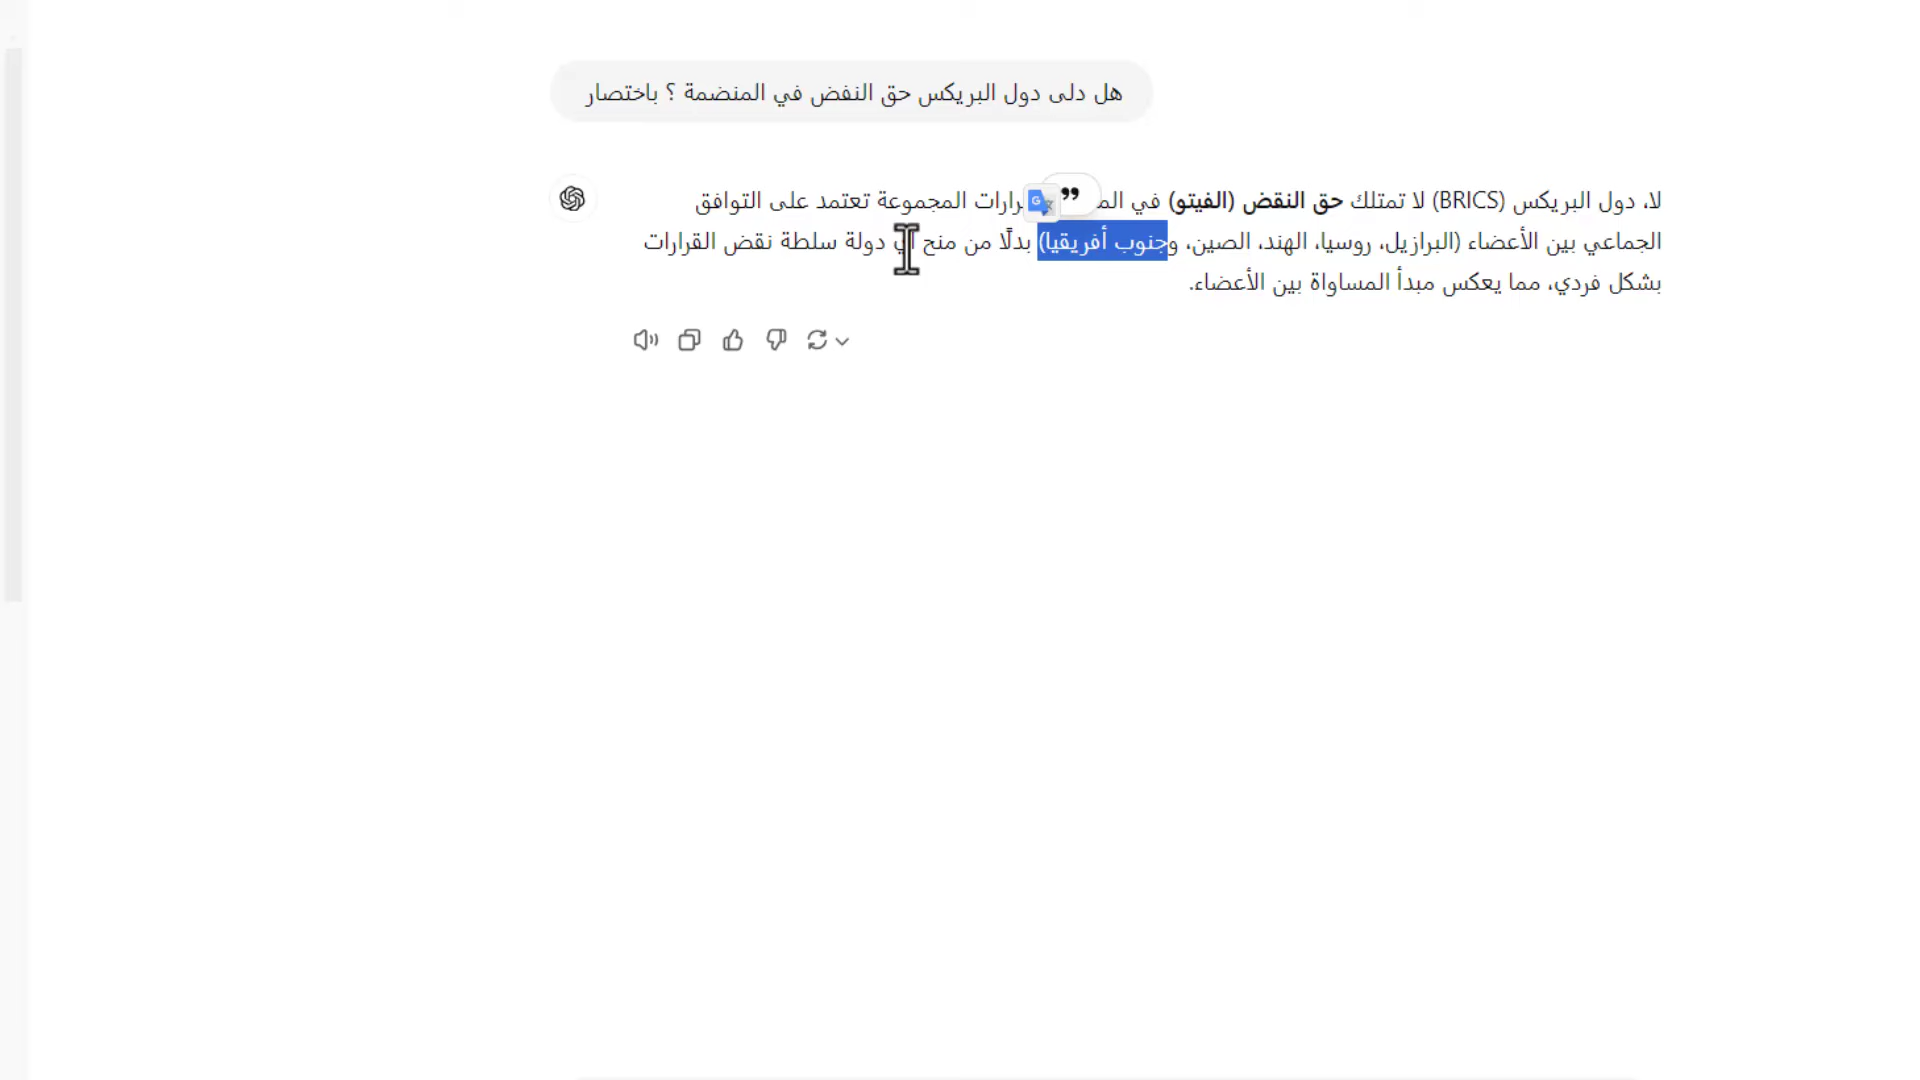 هل دلى دول البريكس حق النفض في المنضمة ؟ باختصار
لا، دول البريكس (BRICS) لا تمتلك حق النقض (الفيتو) في المجموعة تعتمد على التوافق
الجماعي بين الأعضاء (البرازيل، روسيا، الهند، الصين، وجنوب أفريقيا) بدلًا من منح أي دولة سلطة نقض القرارات
بشكل فردي، مما يعكس مبدأ المساواة بين الأعضاء.